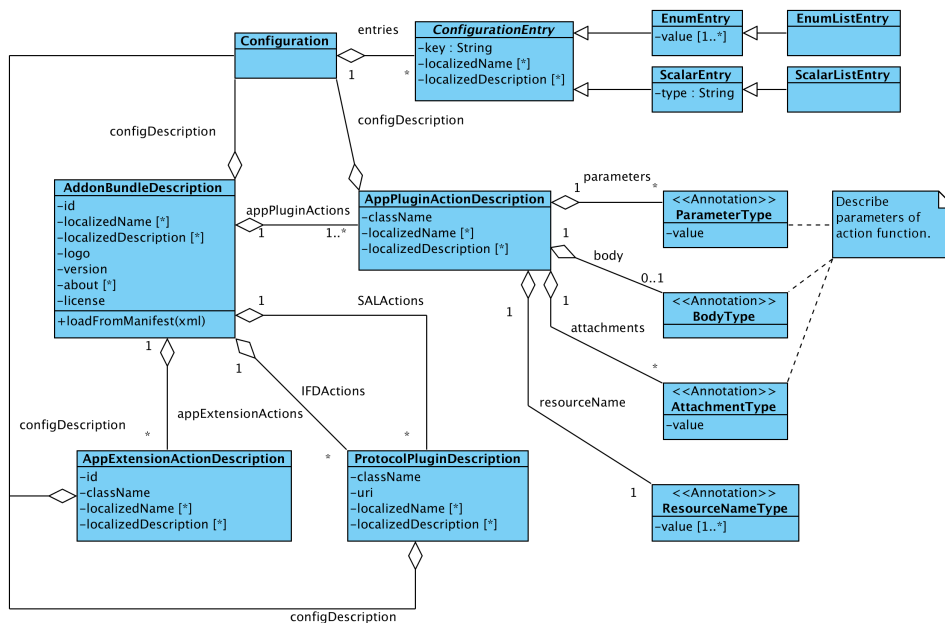 entries
Configuration
1
*
ConfigurationEntry
-key : String
-localizedName [*]
-localizedDescription [*]
EnumEntry
-value [1..*]
EnumListEntry
ScalarEntry
-type : String
ScalarListEntry
configDescription
configDescription
AddonBundleDescription
-id
-localizedName [*]
-localizedDescription [*]
-logo
-version
-about [*]
-license
+loadFromManifest(xml)
appPluginActions
1
1..*
AppPluginActionDescription
-className
-localizedName [*]
-localizedDescription [*]
parameters
1
*
<<Annotation>>
ParameterType
-value
Describe
parameters of
action function.
1
body
0..1
<<Annotation>>
BodyType
1
attachments
*
<<Annotation>>
AttachmentType
-value
1
resourceName
1
<<Annotation>>
ResourceNameType
-value [1..*]
1
SALActions
*
1
IFDActions
*
1
appExtensionActions
*
configDescription
AppExtensionActionDescription
-id
-className
-localizedName [*]
-localizedDescription [*]
ProtocolPluginDescription
-className
-uri
-localizedName [*]
-localizedDescription [*]
configDescription